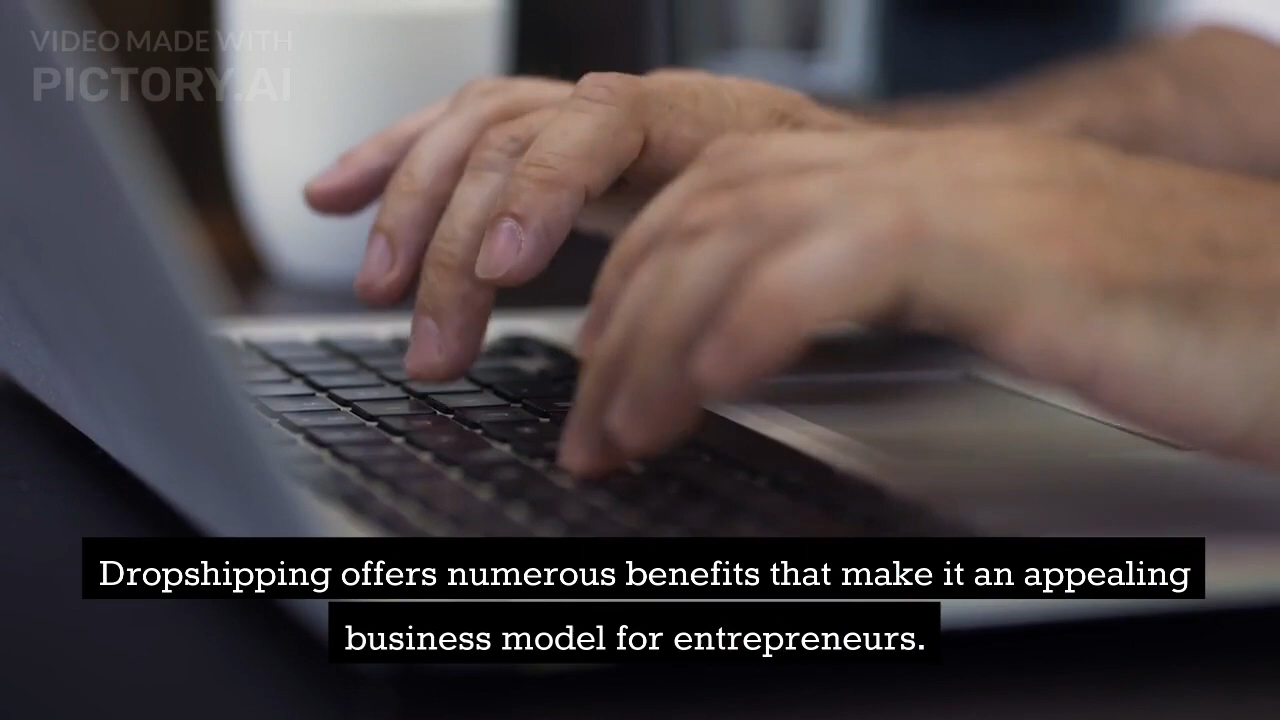 VIDEO MADE WITH
PICTORY.AI
Dropshipping offers numerous benefits that make it an appealing
business model for entrepreneurs.